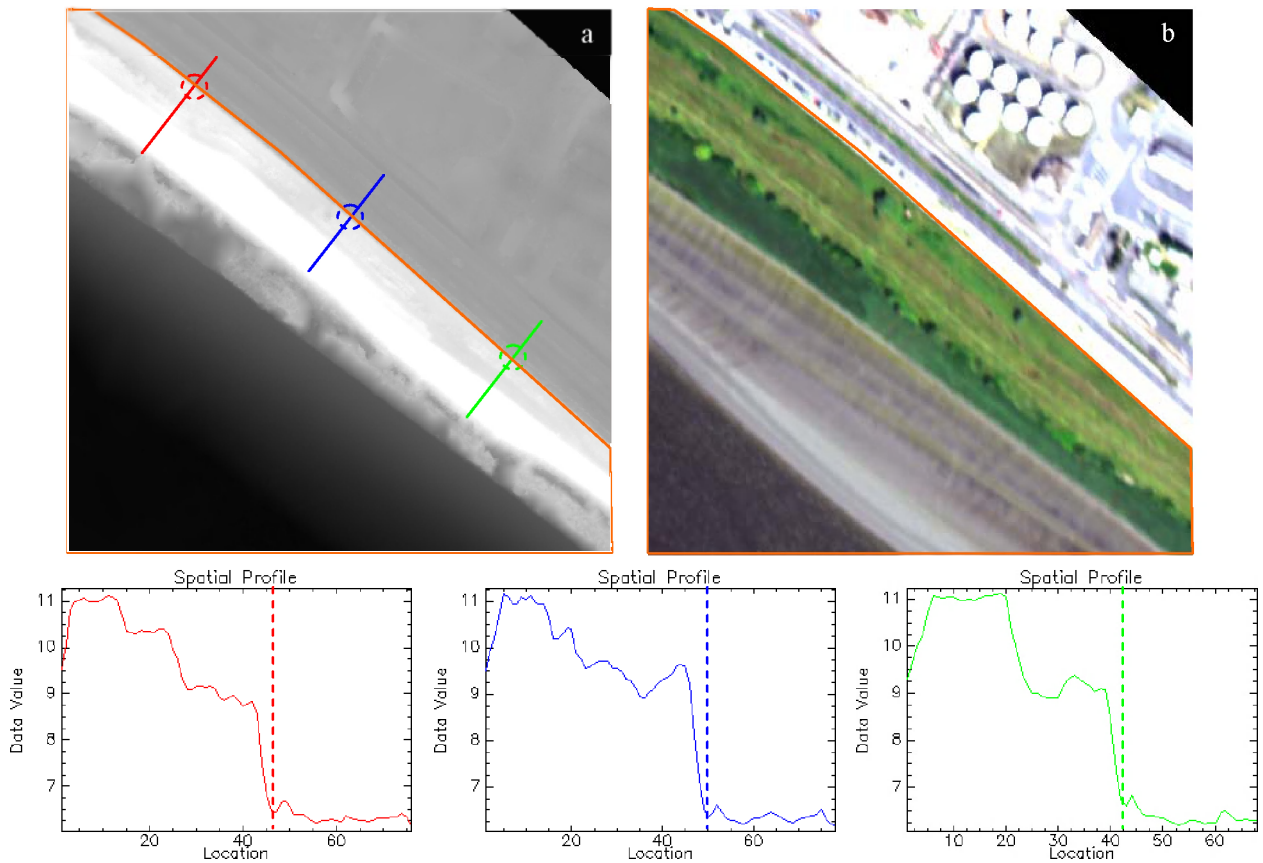 a b
Spatial Profile Spatial Profile Spatial Profile
11 11 11
10 10 10
9 9 9
8 8 8
7 7 7
Data Value Data Value Data Value
20 40 60 20 40 60 10 20 30 40 50 60
Location Location Location